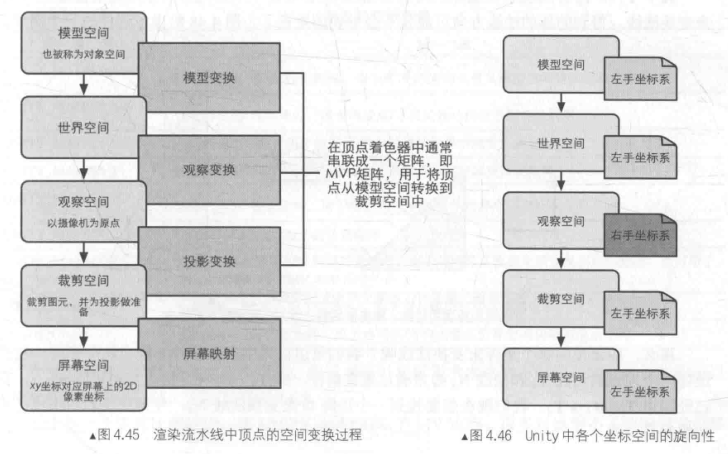 模型空间
也被称为对象空间
模型变换
世界空间
观察变换
观察空间
以摄像机为原点
投影变换
裁剪空间
裁剪图元，并为投影做准
备
屏幕映射
屏幕空间
xy坐标对应屏幕上的2D
像素坐标
在顶点着色器中通常
串联成一个矩阵，即
MVP矩阵，用于将顶
点从模型空间转换到
裁剪空间中
▲图4.45 渲染流水线中顶点的空间变换过程
模型空间
左手坐标系
世界空间
左手坐标系
观察空间
右手坐标系
裁剪空间
左手坐标系
屏幕空间
左手坐标系
▲图4.46 Unity中各个坐标空间的旋向性